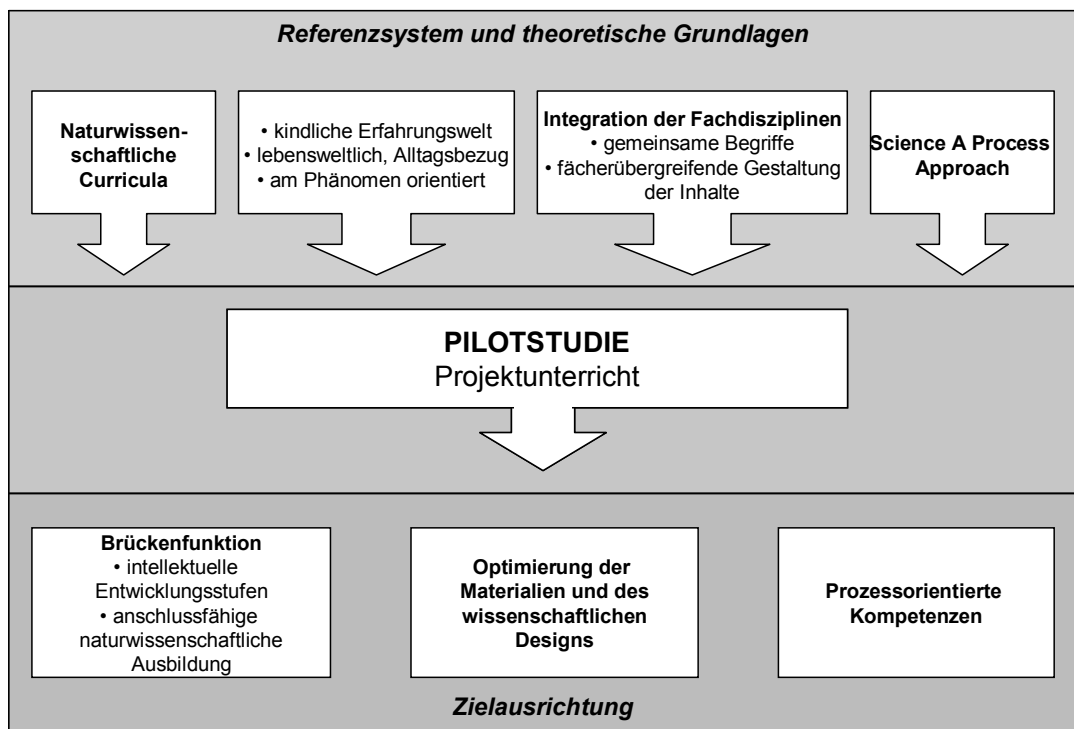 Referenzsystem und theoretische Grundlagen
Naturwissen-
schaftliche
Curricula
• kindliche Erfahrungswelt
• lebensweltlich, Alltagsbezug
• am Phänomen orientiert
Integration der Fachdisziplinen
• gemeinsame Begriffe
• fächerübergreifende Gestaltung
der Inhalte
Science A Process
Approach
PILOTSTUDIE
Projektunterricht
Brückenfunktion
• intellektuelle
Entwicklungsstufen
• anschlussfähige
naturwissenschaftliche
Ausbildung
Optimierung der
Materialien und des
wissenschaftlichen
Designs
Prozessorientierte
Kompetenzen
Zielausrichtung